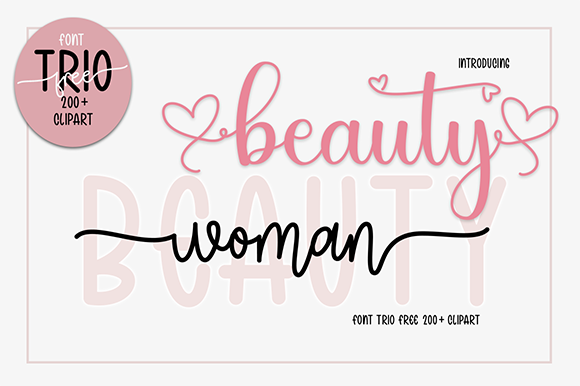 FONT
TRIO
free
200+
CLIPART
INTRODUCING
beauty
BEAUTY
woman
FONT TRIO FREE 200+ CLIPART